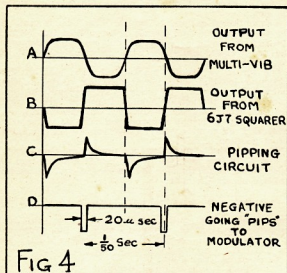 A
OUTPUT
FROM
MULTI-VIB
B
OUTPUT
FROM
6J7 SQUARER
C
PIPPING
CIRCUIT
D
20 μ sec
1/50 Sec
NEGATIVE
GOING "PIPS"
TO
MODULATOR
FIG 4